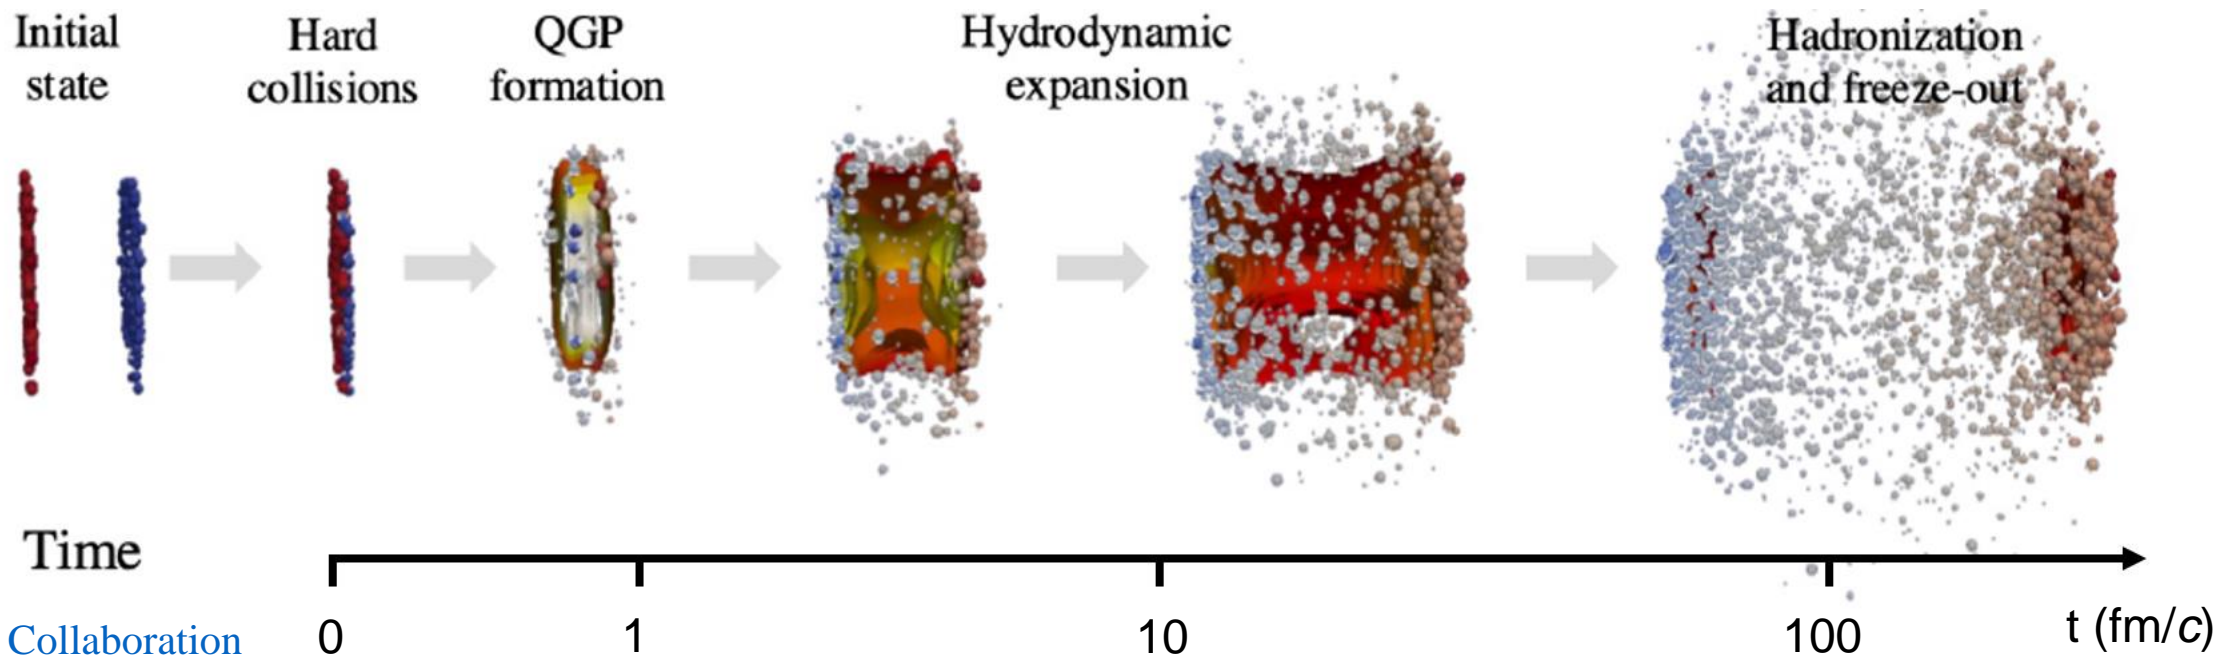 Initial
state
Hard
collisions
QGP
formation
Hydrodynamic
expansion
Hadronization
and freeze-out
Time
0
1
10
100
t (fm/c)
Collaboration